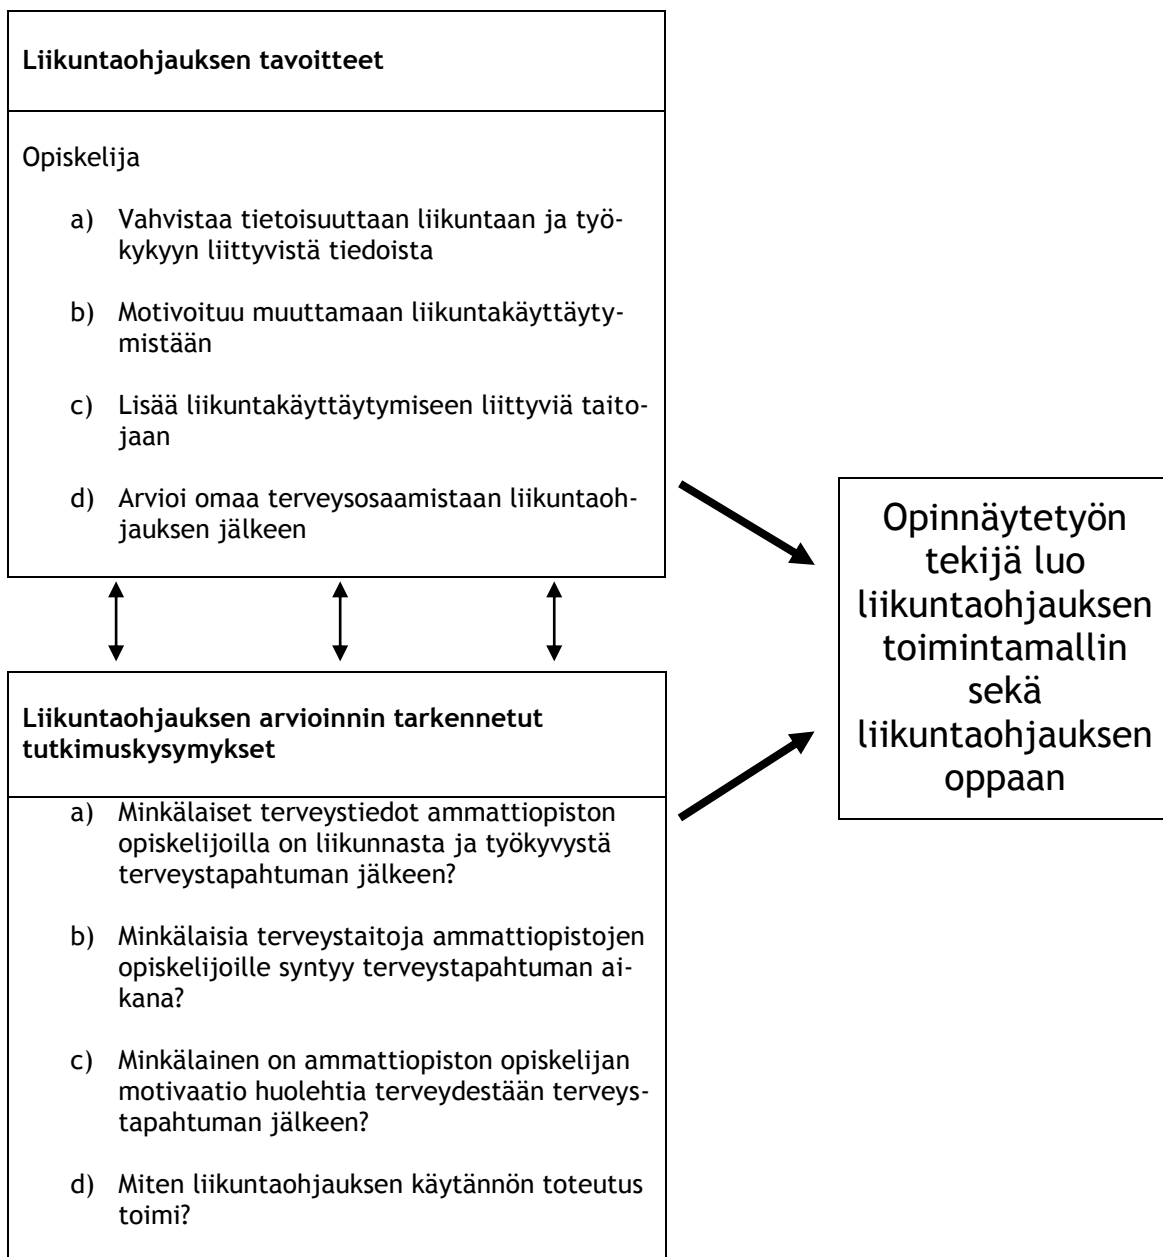 Liikuntaohjauksen tavoitteet
Opiskelija
a) Vahvistaa tietoisuuttaan liikuntaan ja työ-
kykyyn liittyvistä tiedoista
b) Motivoituu muuttamaan liikuntakäyttäyty-
mistään
c) Lisää liikuntakäyttäytymiseen liittyviä taito-
jaan
d) Arvioi omaa terveysosaamistaan liikuntaoh-
jauksen jälkeen
Liikuntaohjauksen arvioinnin tarkennetut
tutkimuskysymykset
a) Minkälaiset terveystiedot ammattiopiston
opiskelijoilla on liikunnasta ja työkyvystä
terveystapahtuman jälkeen?
b) Minkälaisia terveystaitoja ammattiopistojen
opiskelijoille syntyy terveystapahtuman ai-
kana?
c) Minkälainen on ammattiopiston opiskelijan
motivaatio huolehtia terveydestään terveys-
tapahtuman jälkeen?
d) Miten liikuntaohjauksen käytännön toteutus
toimi?
Opinnäytetyön
tekijä luo
liikuntaohjauksen
toimintamallin
sekä
liikuntaohjauksen
oppaan